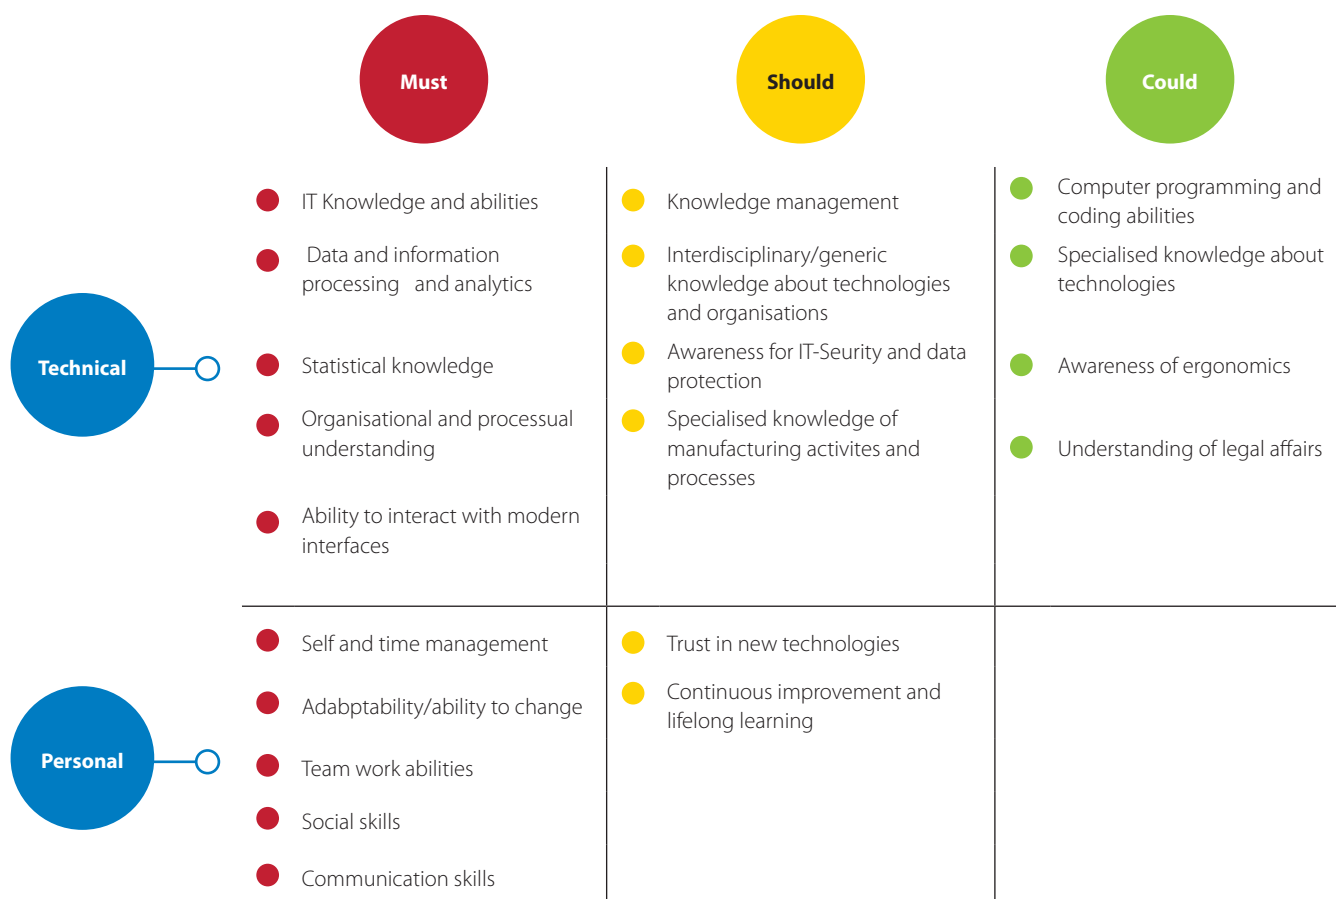 Must
Should
Could
Technical
IT Knowledge and abilities
Data and information
processing and analytics
Statistical knowledge
Organisational and processual
understanding
Ability to interact with modern
interfaces
Knowledge management
Interdisciplinary/generic
knowledge about technologies
and organisations
Awareness for IT-Seurity and data
protection
Specialised knowledge of
manufacturing activites and
processes
Computer programming and
coding abilities
Specialised knowledge about
technologies
Awareness of ergonomics
Understanding of legal affairs
Personal
Self and time management
Adabptability/ability to change
Team work abilities
Social skills
Communication skills
Trust in new technologies
Continuous improvement and
lifelong learning